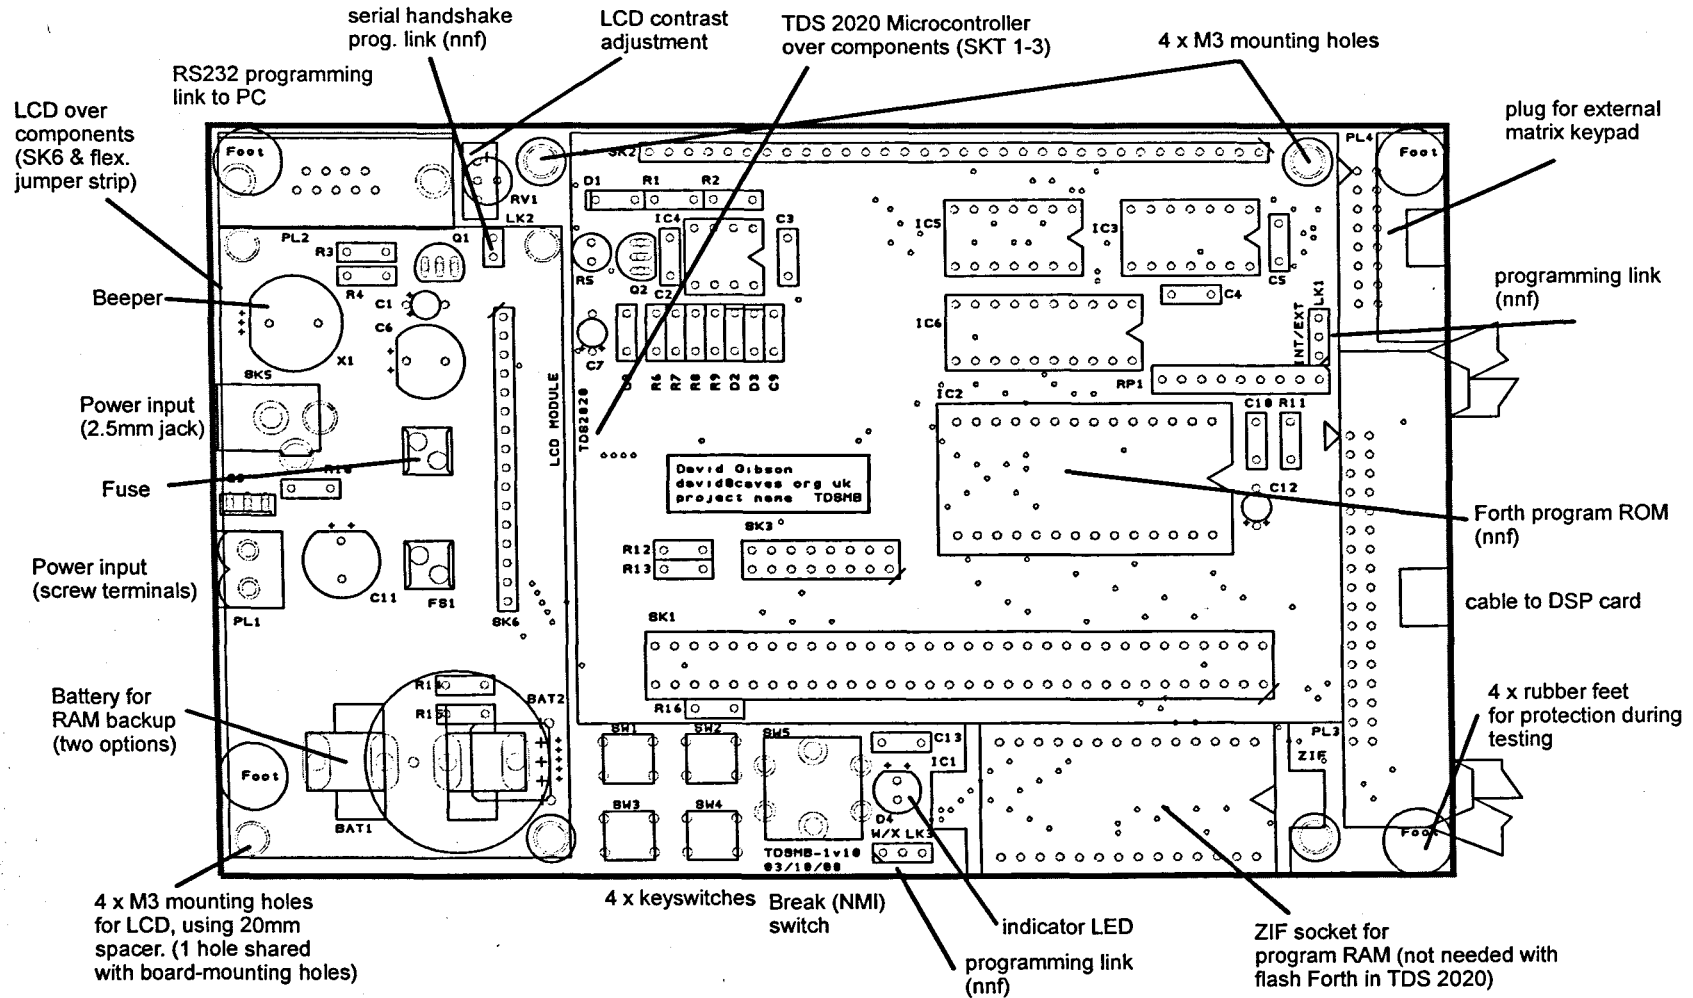 serial handshake
prog. link (nnf)
LCD contrast
adjustment
TDS 2020 Microcontroller
over components (SKT 1-3)
4 x M3 mounting holes
RS232 programming
link to PC
LCD over
components
(SK6 & flex.
jumper strip)
plug for external
matrix keypad
programming link
(nnf)
Beeper
Power input
(2.5mm jack)
Fuse
Power input
(screw terminals)
Battery for
RAM backup
(two options)
Forth program ROM
(nnf)
cable to DSP card
4 x rubber feet
for protection during
testing
4 x M3 mounting holes
for LCD, using 20mm
spacer. (1 hole shared
with board-mounting holes)
4 x keyswitches
Break (NMI)
switch
indicator LED
programming link
(nnf)
ZIF socket for
program RAM (not needed with
flash Forth in TDS 2020)
Foot
PL2
RV1
LK2
SK2
D1
R1
R2
PL4
Foot
R3
R4
Q1
C1
C6
X1
SK5
R5
Q2
IC4
C2
C3
C7
R6
R7
R8
R9
D2
D3
C9
IC5
IC3
C5
C4
IC6
INT/EXT
LK1
RP1
IC2
C10
R11
C12
LCD MODULE
TDS2020
David Gibson
david@caves org uk
project name TDSMB
SK3
R12
R13
SK1
R16
C11
FS1
SK6
PL1
BAT2
BAT1
Foot
SW1
SW2
SW3
SW4
SW5
C13
IC1
D4
W/X LK3
TDSMB-1v10
03/10/00
PL3
ZIF
Foot